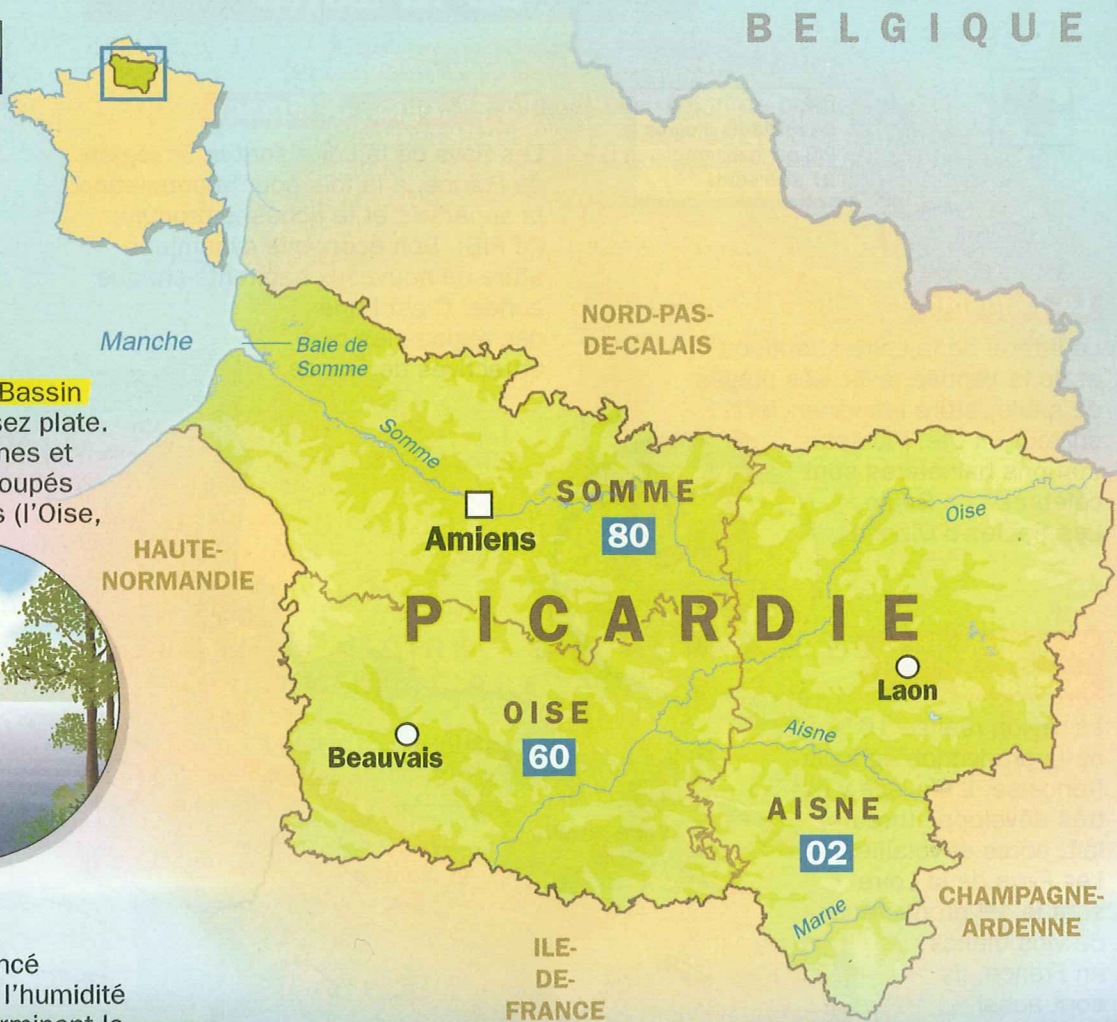 BELGIQUE
NORD-PAS-
DE-CALAIS
Manche
Baie de
Somme
Bassin
sez plate.
nes et
oupés
s (l'Oise,
Somme
SOMME
80
Amiens
Oise
HAUTE-
NORMANDIE
PICARDIE
Laon
OISE
60
Beauvais
Aisne
AISNE
02
Marne
CHAMPAGNE-
ARDENNE
ILE-
DE-
FRANCE
ncé
l'humidité